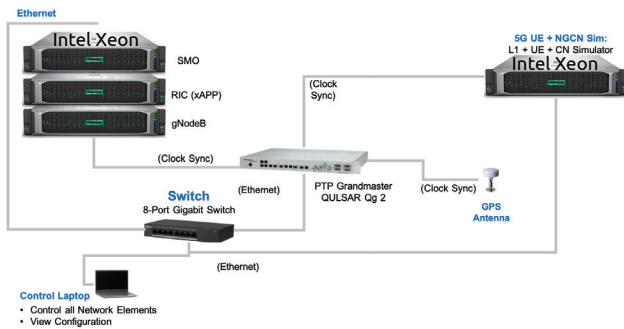 Ethernet
Intel Xeon
SMO
RIC (xAPP)
gNodeB
5G UE + NGCN Sim:
L1 + UE + CN Simulator
Intel Xeon
(Clock
Sync)
(Clock Sync)
(Ethernet)
PTP Grandmaster
QULSAR Qg 2
(Clock Sync)
GPS
Antenna
Switch
8-Port Gigabit Switch
(Ethernet)
Control Laptop
• Control all Network Elements
• View Configuration